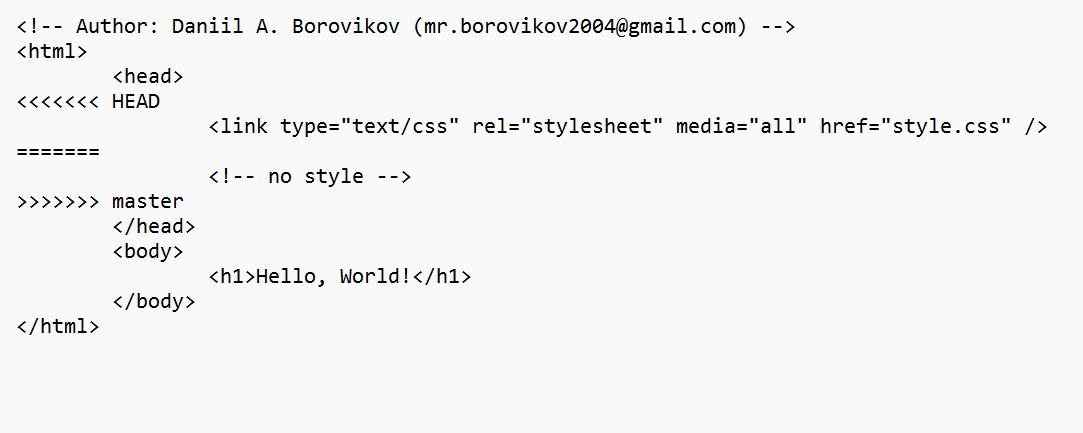 <!-- Author: Daniil A. Borovikov (mr.borovikov2004@gmail.com) -->
<html>
        <head>
<<<<<<< HEAD
                <link type="text/css" rel="stylesheet" media="all" href="style.css" />
=======
                <!-- no style -->
>>>>>>> master
        </head>
        <body>
                <h1>Hello, World!</h1>
        </body>
</html>